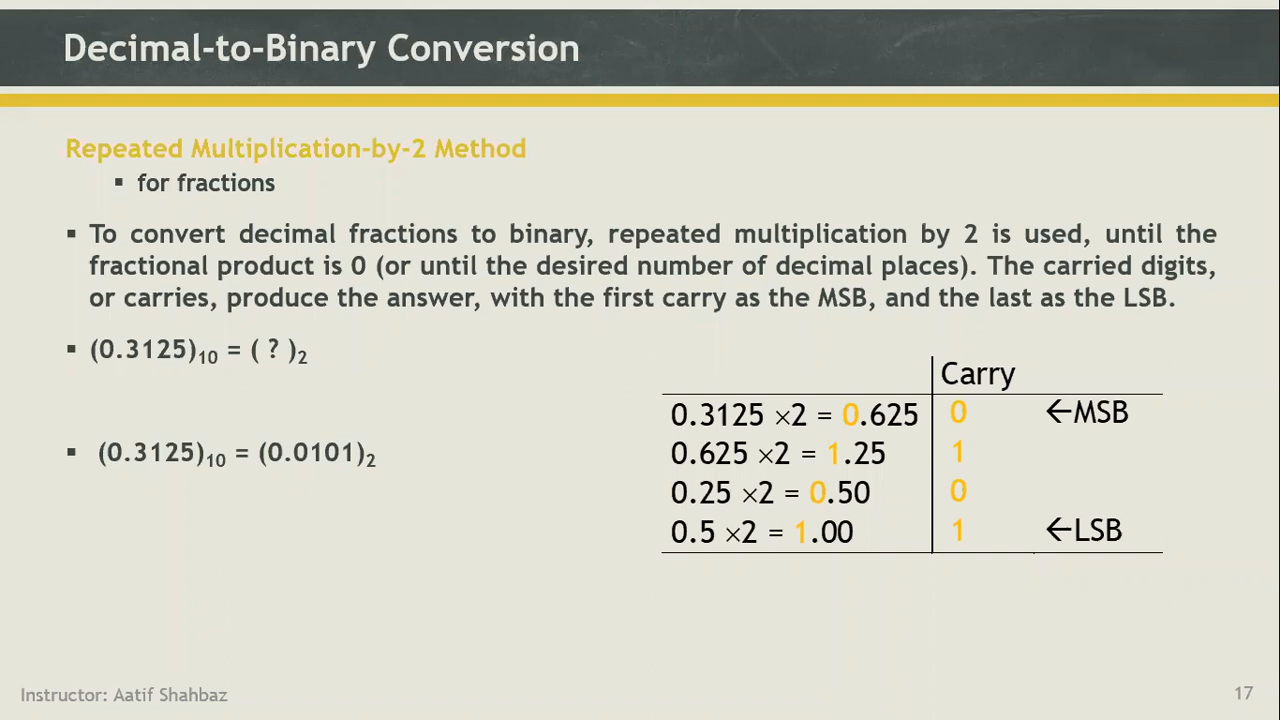 Decimal-to-Binary Conversion
Repeated Multiplication-by-2 Method
▪ for fractions
▪ To convert decimal fractions to binary, repeated multiplication by 2 is used, until the
fractional product is 0 (or until the desired number of decimal places). The carried digits,
or carries, produce the answer, with the first carry as the MSB, and the last as the LSB.
▪ (0.3125)₁₀ = ( ? )₂
▪ (0.3125)₁₀ = (0.0101)₂
Carry
0.3125 ×2 = 0.625 0 ←MSB
0.625 ×2 = 1.25 1
0.25 ×2 = 0.50 0
0.5 ×2 = 1.00 1 ←LSB
Instructor: Aatif Shahbaz
17